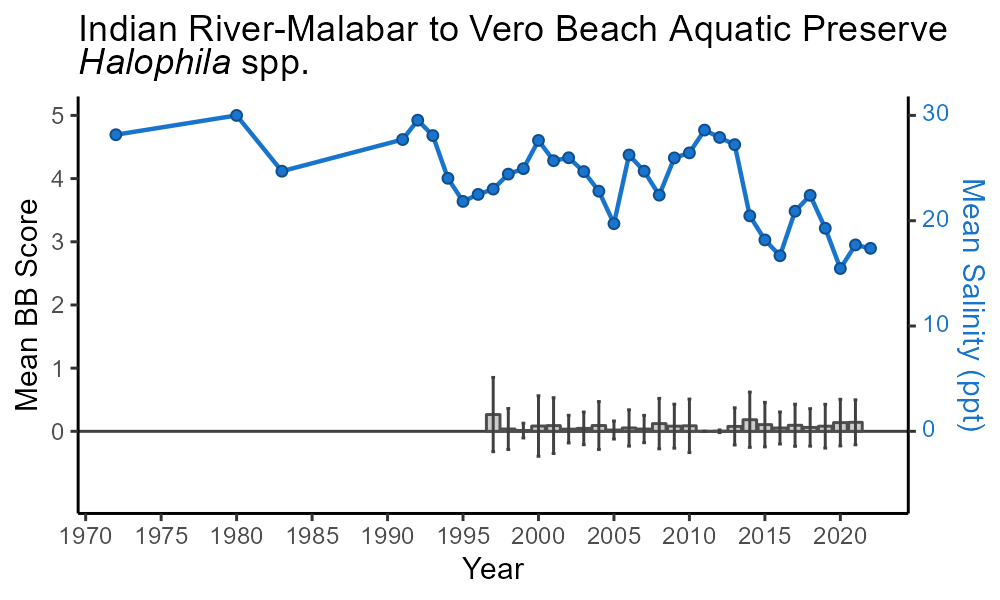 Indian River-Malabar to Vero Beach Aquatic Preserve
Halophila spp.
5
4
3
2
1
0
Mean BB Score
30
20
10
0
Mean Salinity (ppt)
1970 1975 1980 1985 1990 1995 2000 2005 2010 2015 2020
Year